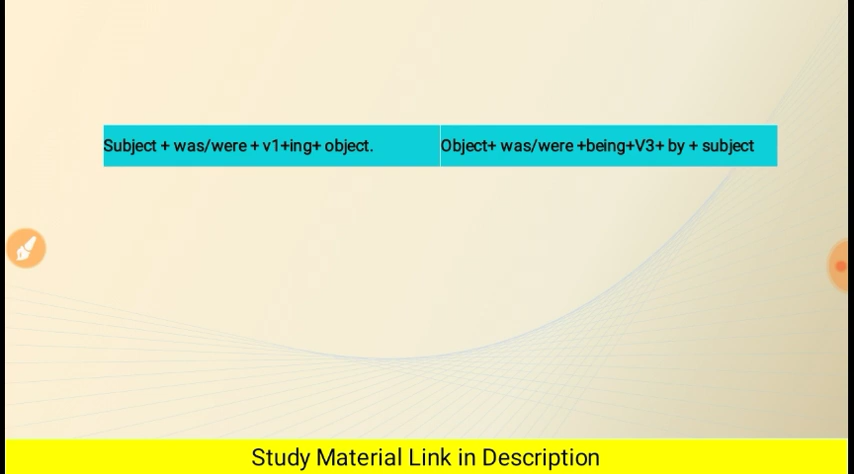 Subject + was/were + v1+ing+ object.
Object+ was/were +being+V3+ by + subject
Study Material Link in Description